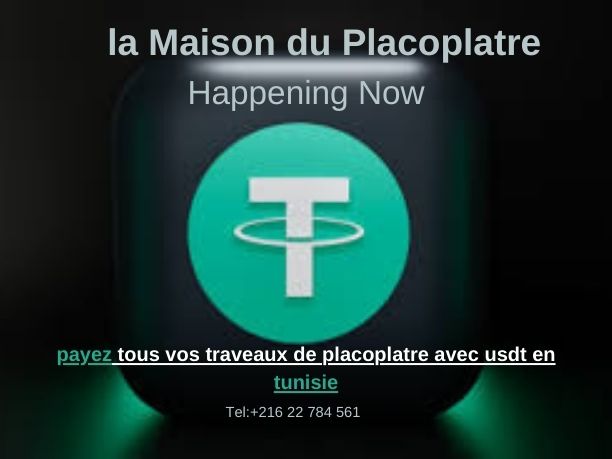 la Maison du Placoplatre
Happening Now
T
payez tous vos traveaux de placoplatre avec usdt en
tunisie
Tel:+216 22 784 561